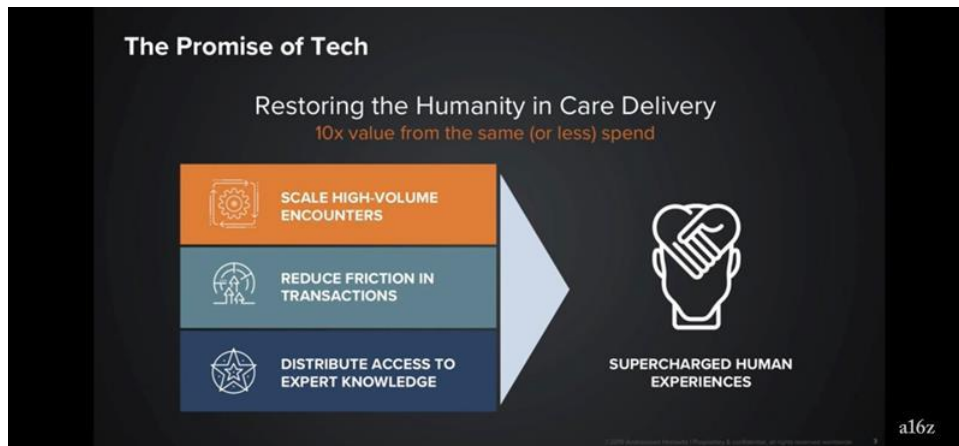 The Promise of Tech
Restoring the Humanity in Care Delivery
10x value from the same (or less) spend
SCALE HIGH-VOLUME
ENCOUNTERS
REDUCE FRICTION IN
TRANSACTIONS
DISTRIBUTE ACCESS TO
EXPERT KNOWLEDGE
SUPERCHARGED HUMAN
EXPERIENCES
a16z